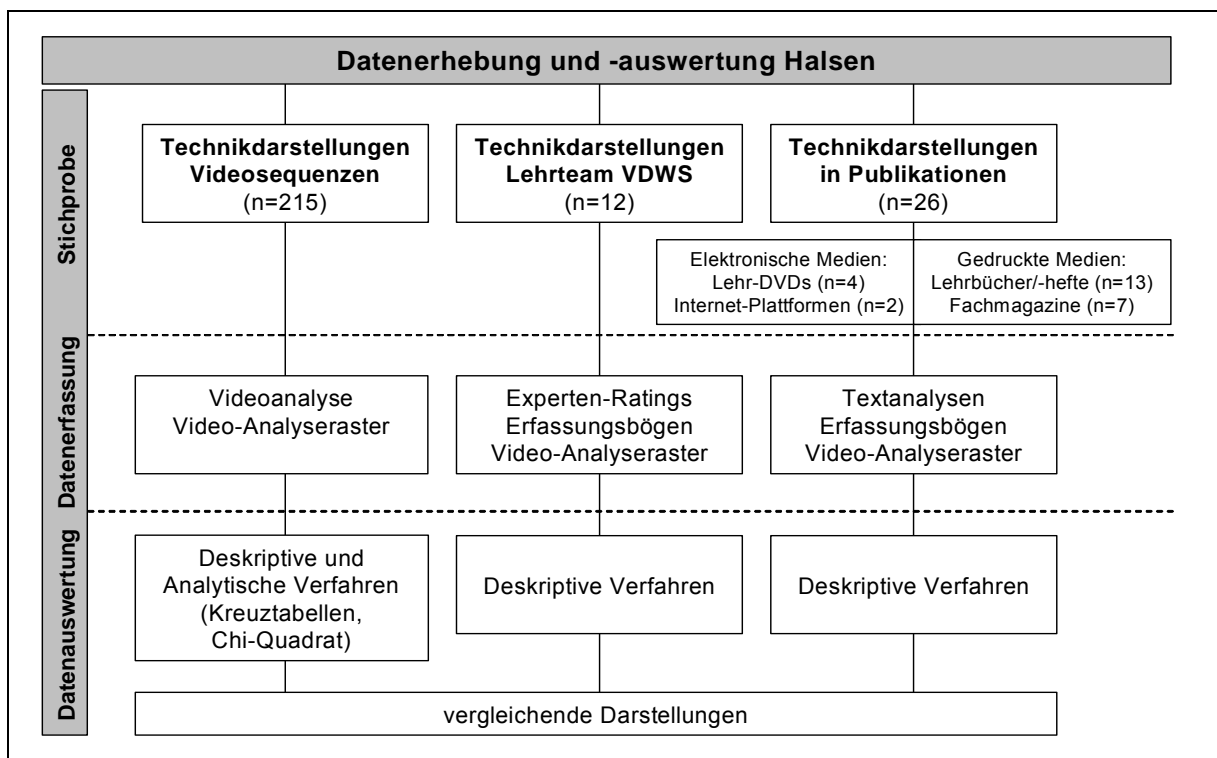 Datenerhebung und -auswertung Halsen
Stichprobe
Technikdarstellungen
Videosequenzen
(n=215)
Technikdarstellungen
Lehrteam VDWS
(n=12)
Technikdarstellungen
in Publikationen
(n=26)
Elektronische Medien:
Lehr-DVDs (n=4)
Internet-Plattformen (n=2)
Gedruckte Medien:
Lehrbücher/-hefte (n=13)
Fachmagazine (n=7)
Datenerfassung
Videoanalyse
Video-Analyseraster
Experten-Ratings
Erfassungsbögen
Video-Analyseraster
Textanalysen
Erfassungsbögen
Video-Analyseraster
Datenauswertung
Deskriptive und
Analytische Verfahren
(Kreuztabellen,
Chi-Quadrat)
Deskriptive Verfahren
Deskriptive Verfahren
vergleichende Darstellungen